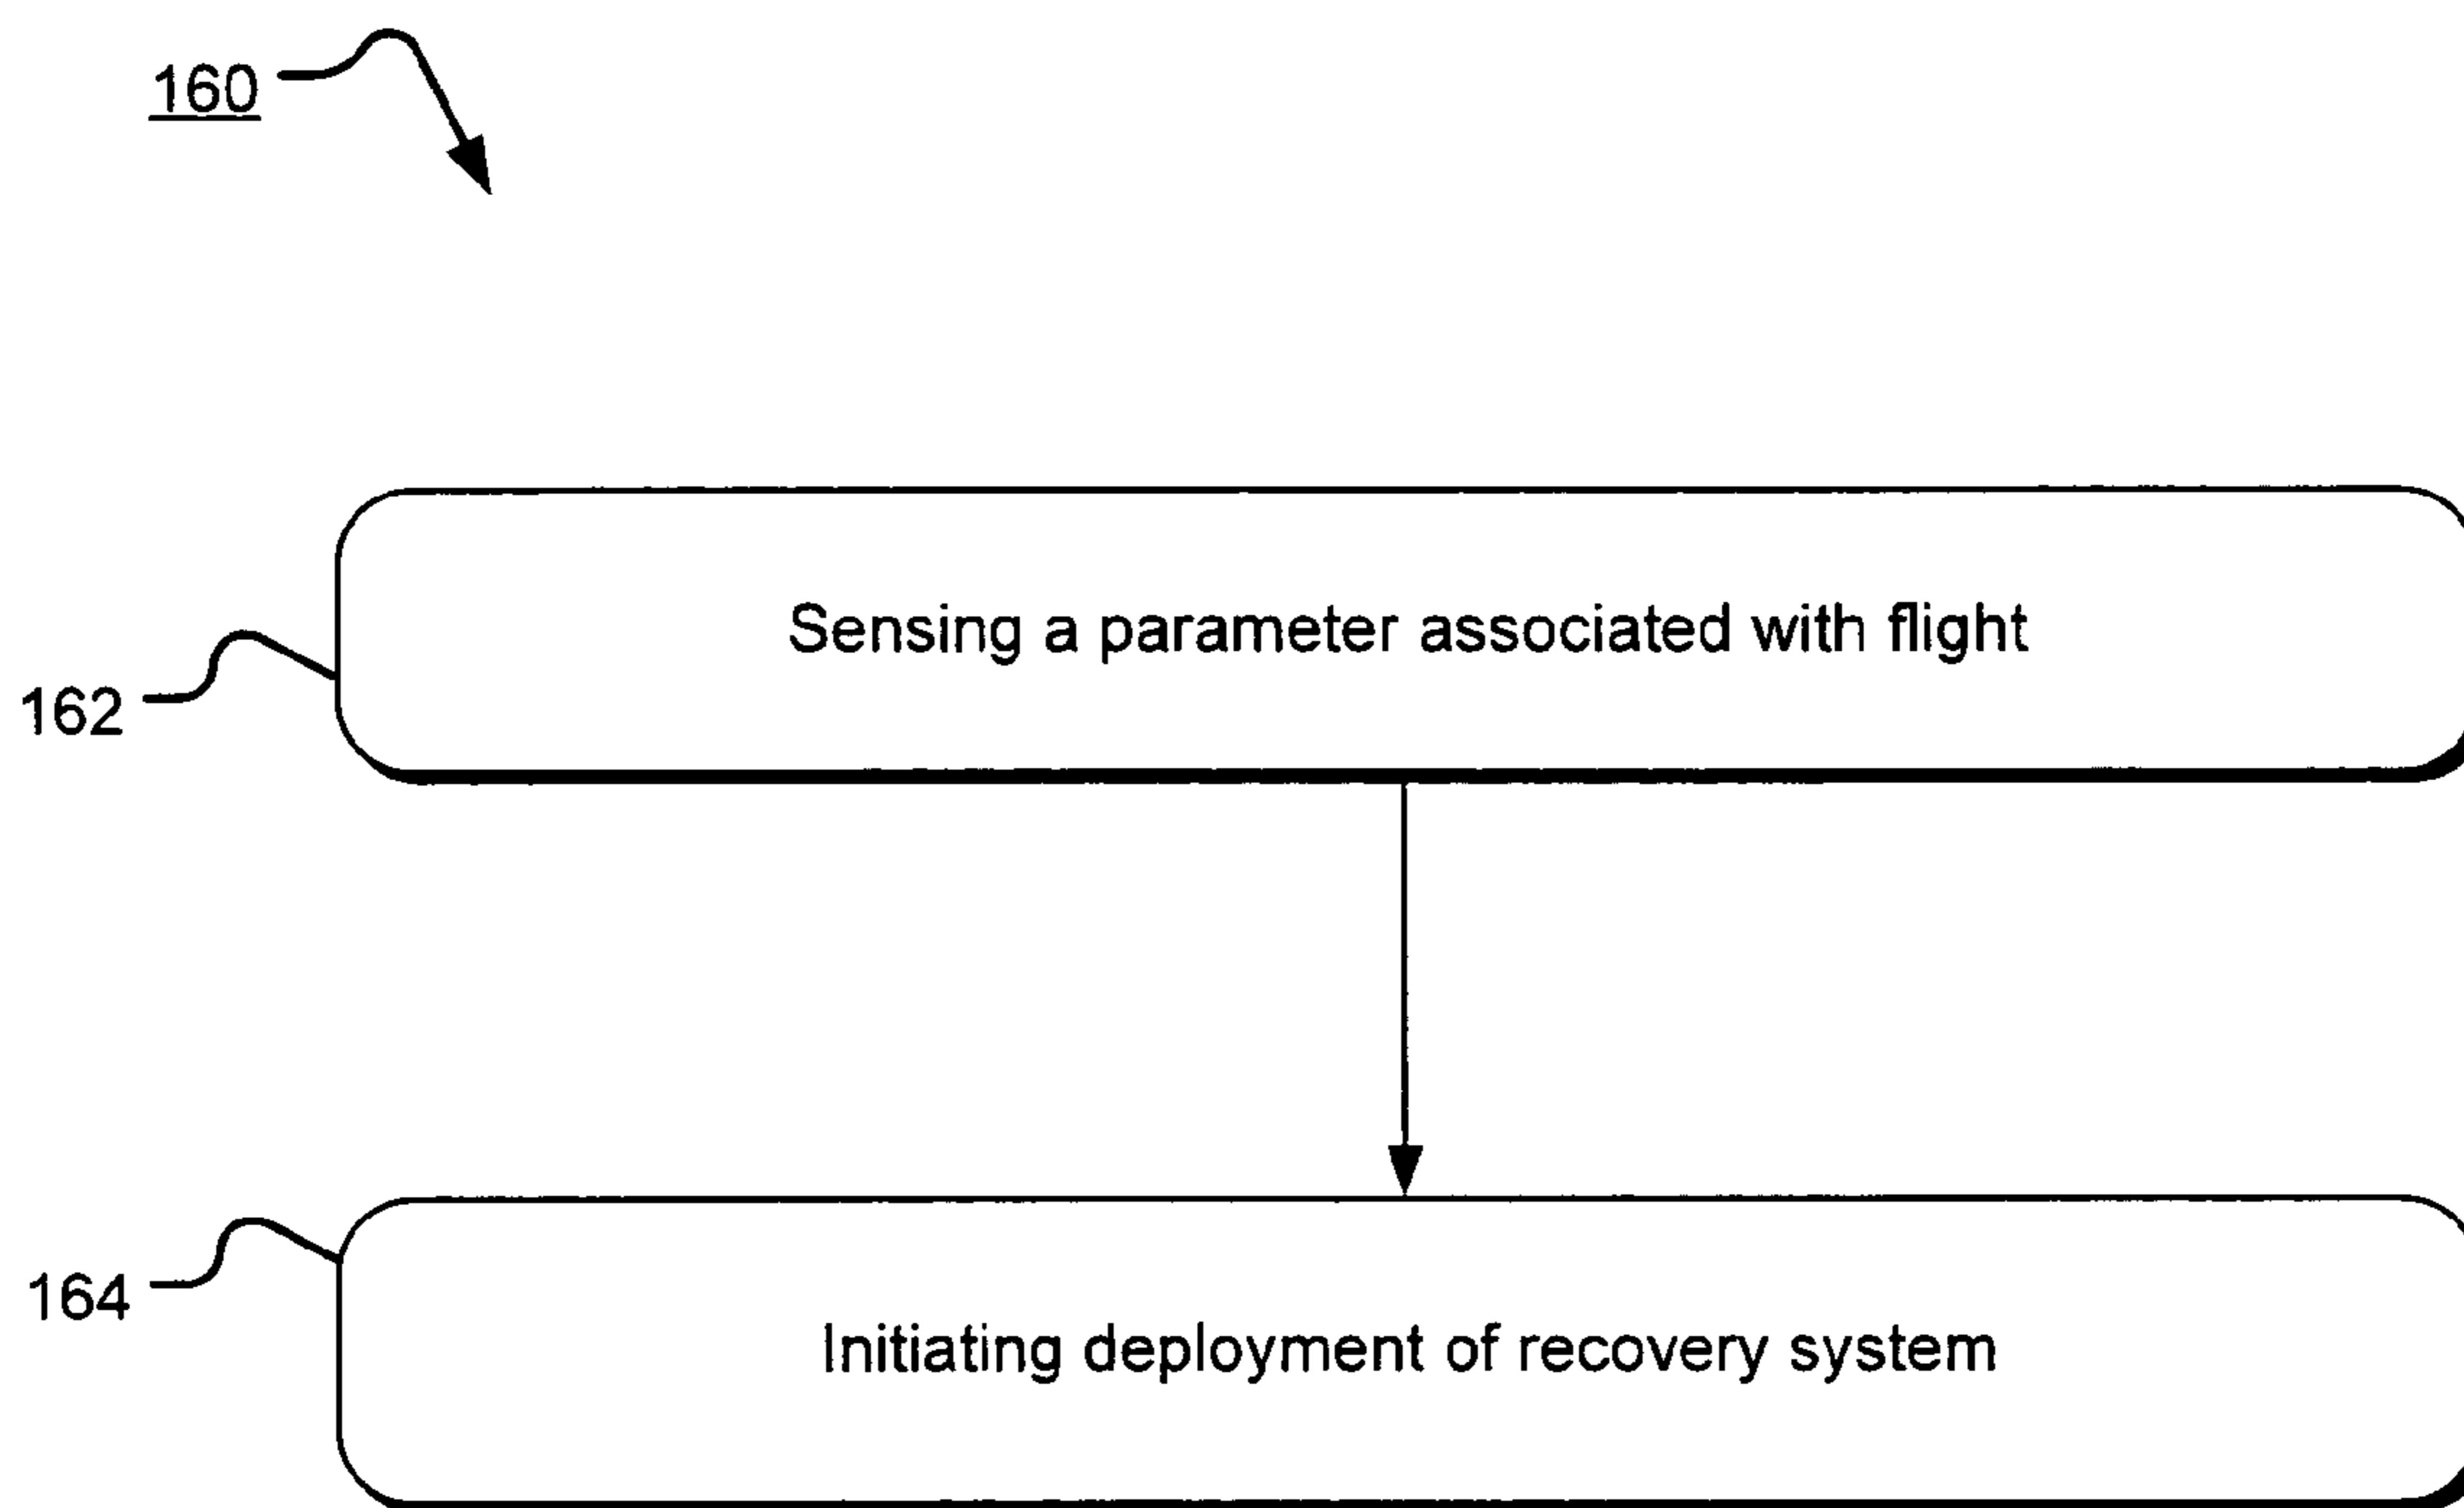 160
Sensing a parameter associated with flight
162
164
Initiating deployment of recovery system